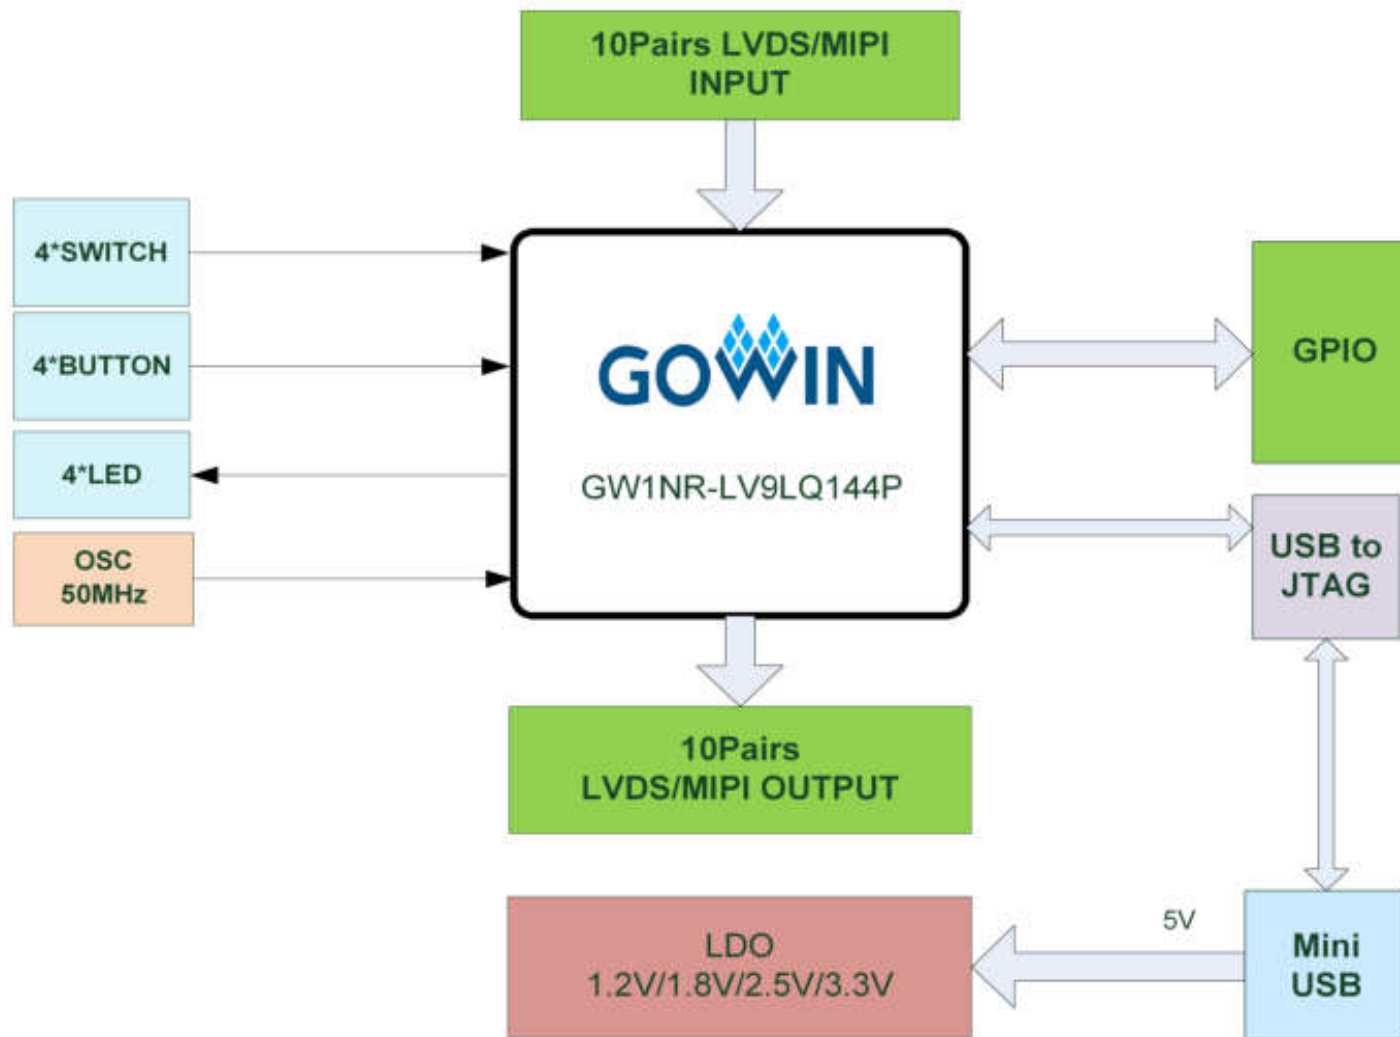 10Pairs LVDS/MIPI
INPUT
4*SWITCH
4*BUTTON
4*LED
OSC
50MHz
GOWIN
GW1NR-LV9LQ144P
GPIO
USB to
JTAG
10Pairs
LVDS/MIPI OUTPUT
LDO
1.2V/1.8V/2.5V/3.3V
5V
Mini
USB